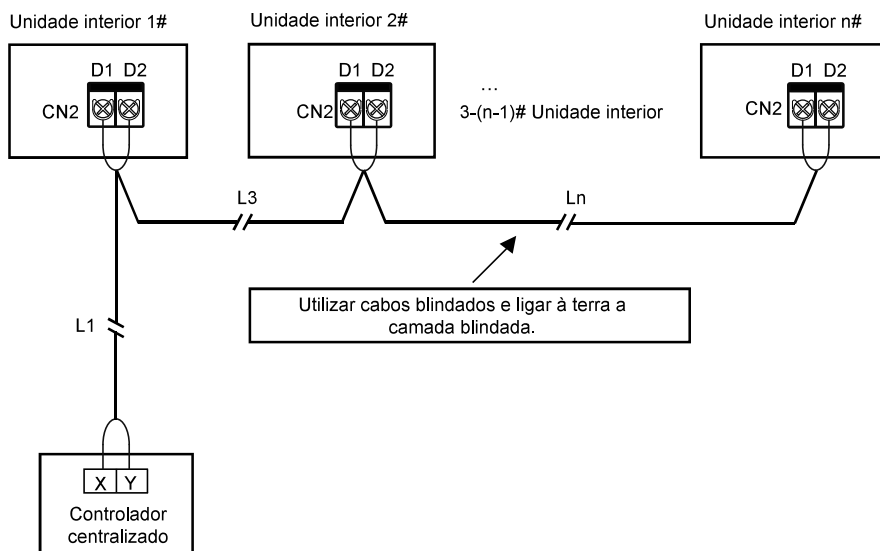 Unidade interior 1#
Unidade interior 2#
Unidade interior n#
D1 D2
CN2
D1 D2
CN2
...
3-(n-1)# Unidade interior
D1 D2
CN2
L3
Ln
Utilizar cabos blindados e ligar à terra a
camada blindada.
L1
X Y
Controlador
centralizado